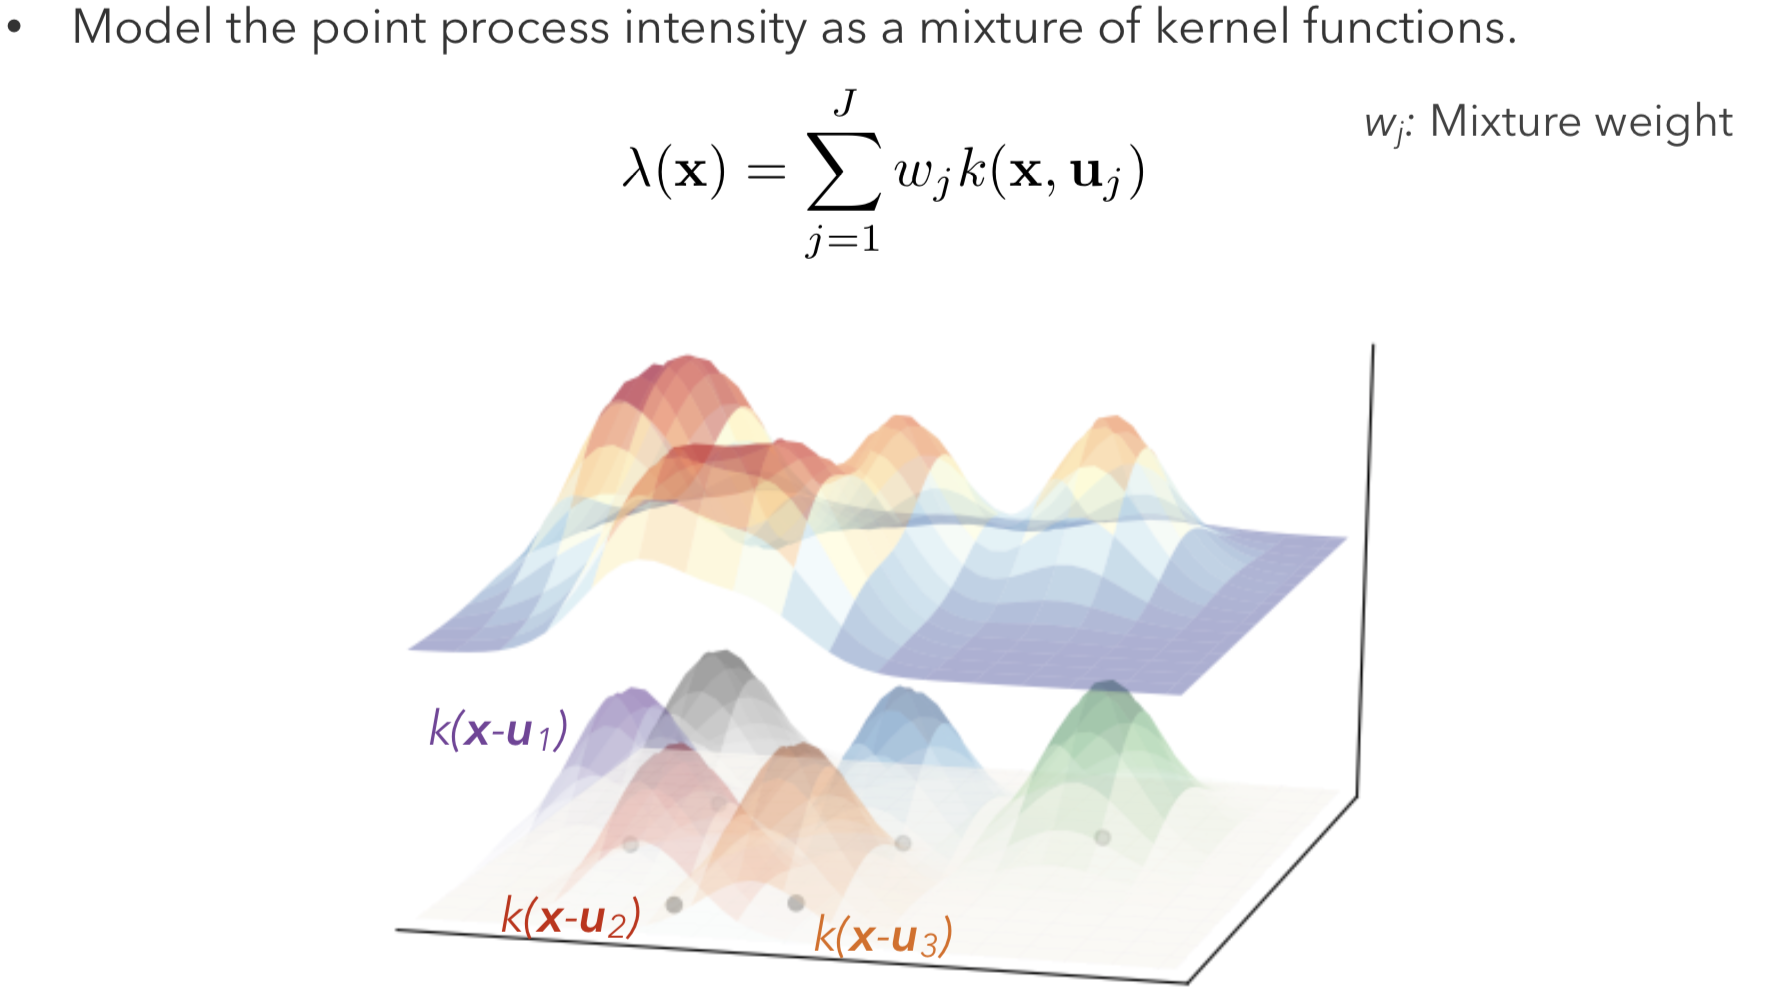 • Model the point process intensity as a mixture of kernel functions.
λ(x) = ∑_{j=1}^{J} w_j k(x, u_j)
w_j: Mixture weight
k(x-u_1)
k(x-u_2)
k(x-u_3)